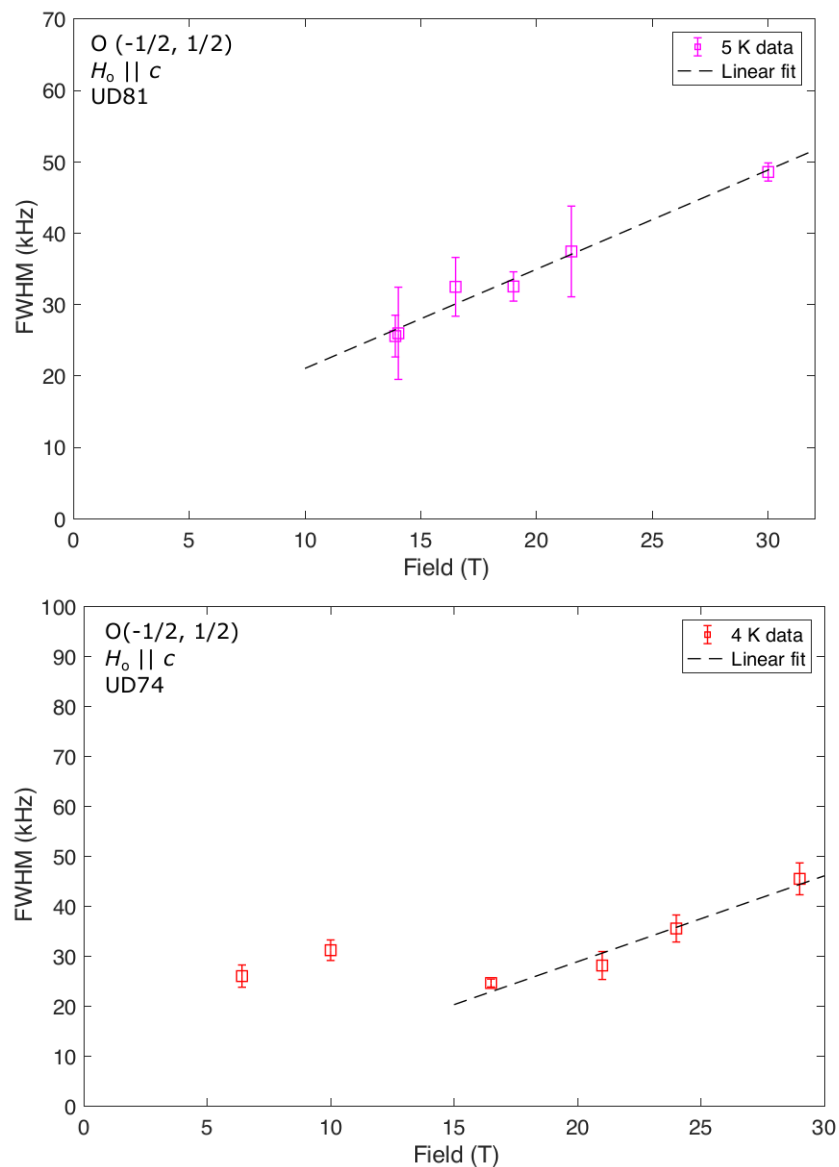 70
60
50
40
30
20
10
0
FWHM (kHz)
O (-1/2, 1/2)
Hₒ || c
UD81
5 K data
Linear fit
0 5 10 15 20 25 30
Field (T)
100
90
80
70
60
50
40
30
20
10
0
FWHM (kHz)
O(-1/2, 1/2)
Hₒ || c
UD74
4 K data
Linear fit
0 5 10 15 20 25 30
Field (T)